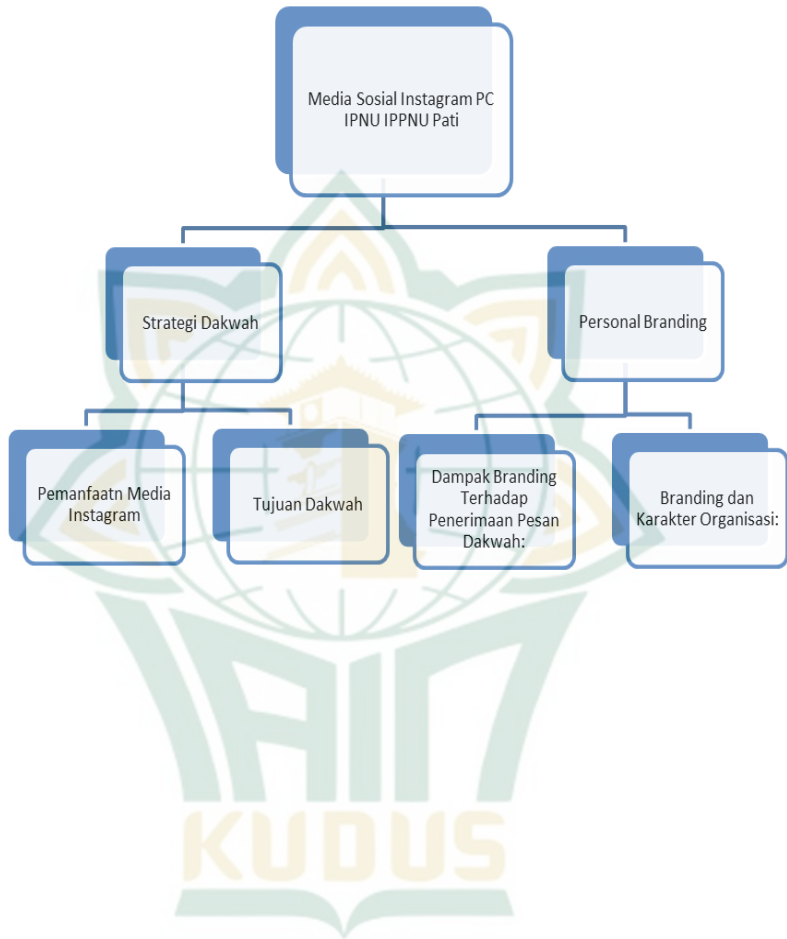 Media Sosial Instagram PC
IPNU IPPNU Pati
Strategi Dakwah
Personal Branding
Pemanfaatn Media
Instagram
Tujuan Dakwah
Dampak Branding
Terhadap
Penerimaan Pesan
Dakwah:
Branding dan
Karakter Organisasi:
IAIN
KUDUS